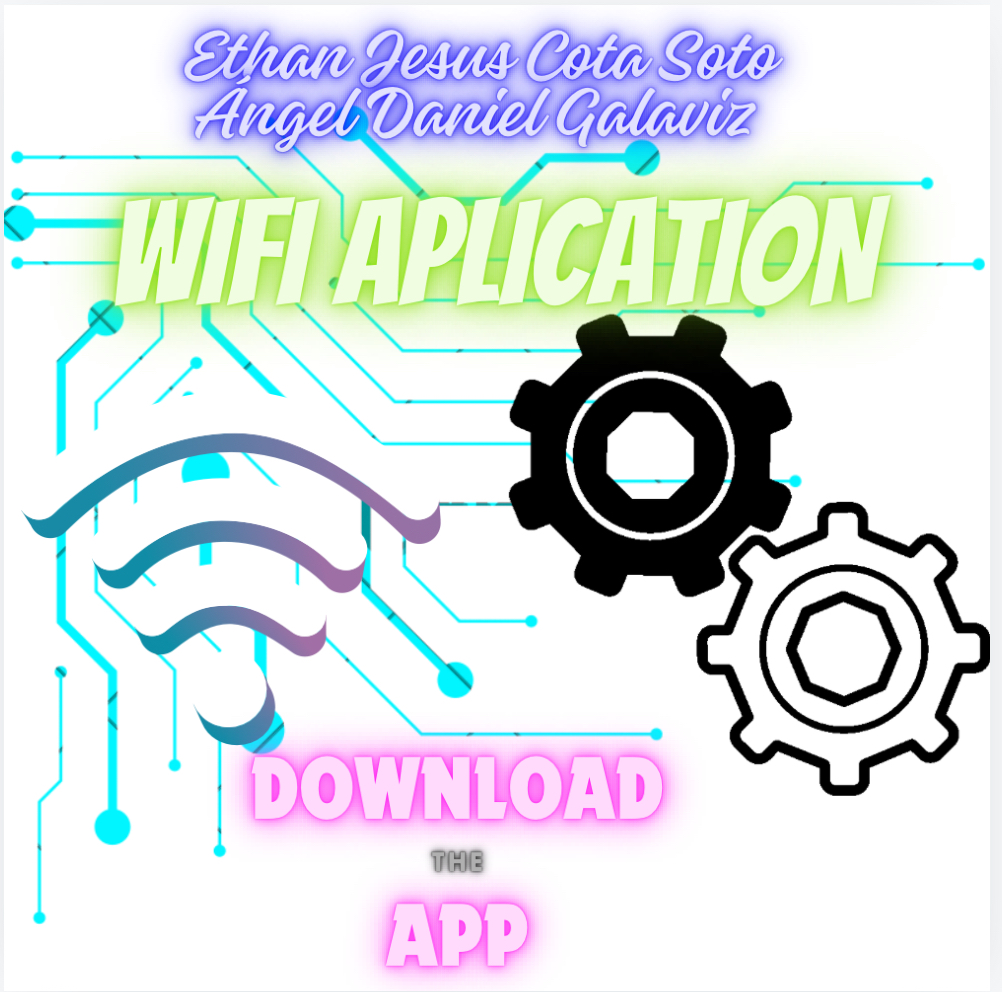 Ethan Jesus Cota Soto
Ángel Daniel Galaviz
WIFI APLICATION
DOWNLOAD
THE
APP